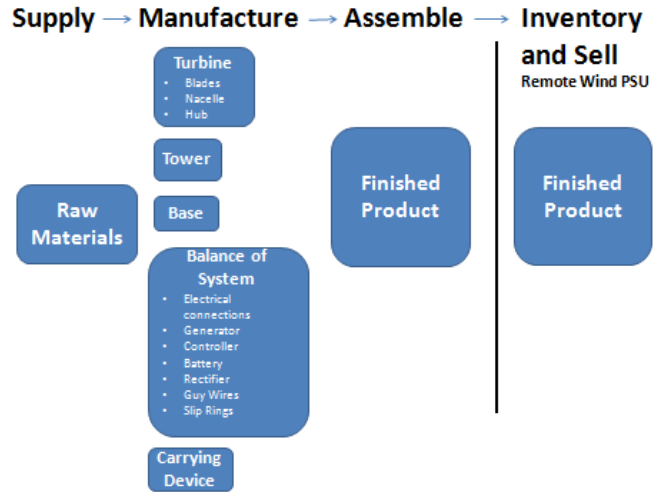 Supply → Manufacture → Assemble → Inventory
and Sell
Remote Wind PSU
Turbine
• Blades
• Nacelle
• Hub
Tower
Base
Raw
Materials
Balance of
System
• Electrical
connections
• Generator
• Controller
• Battery
• Rectifier
• Guy Wires
• Slip Rings
Carrying
Device
Finished
Product
Finished
Product